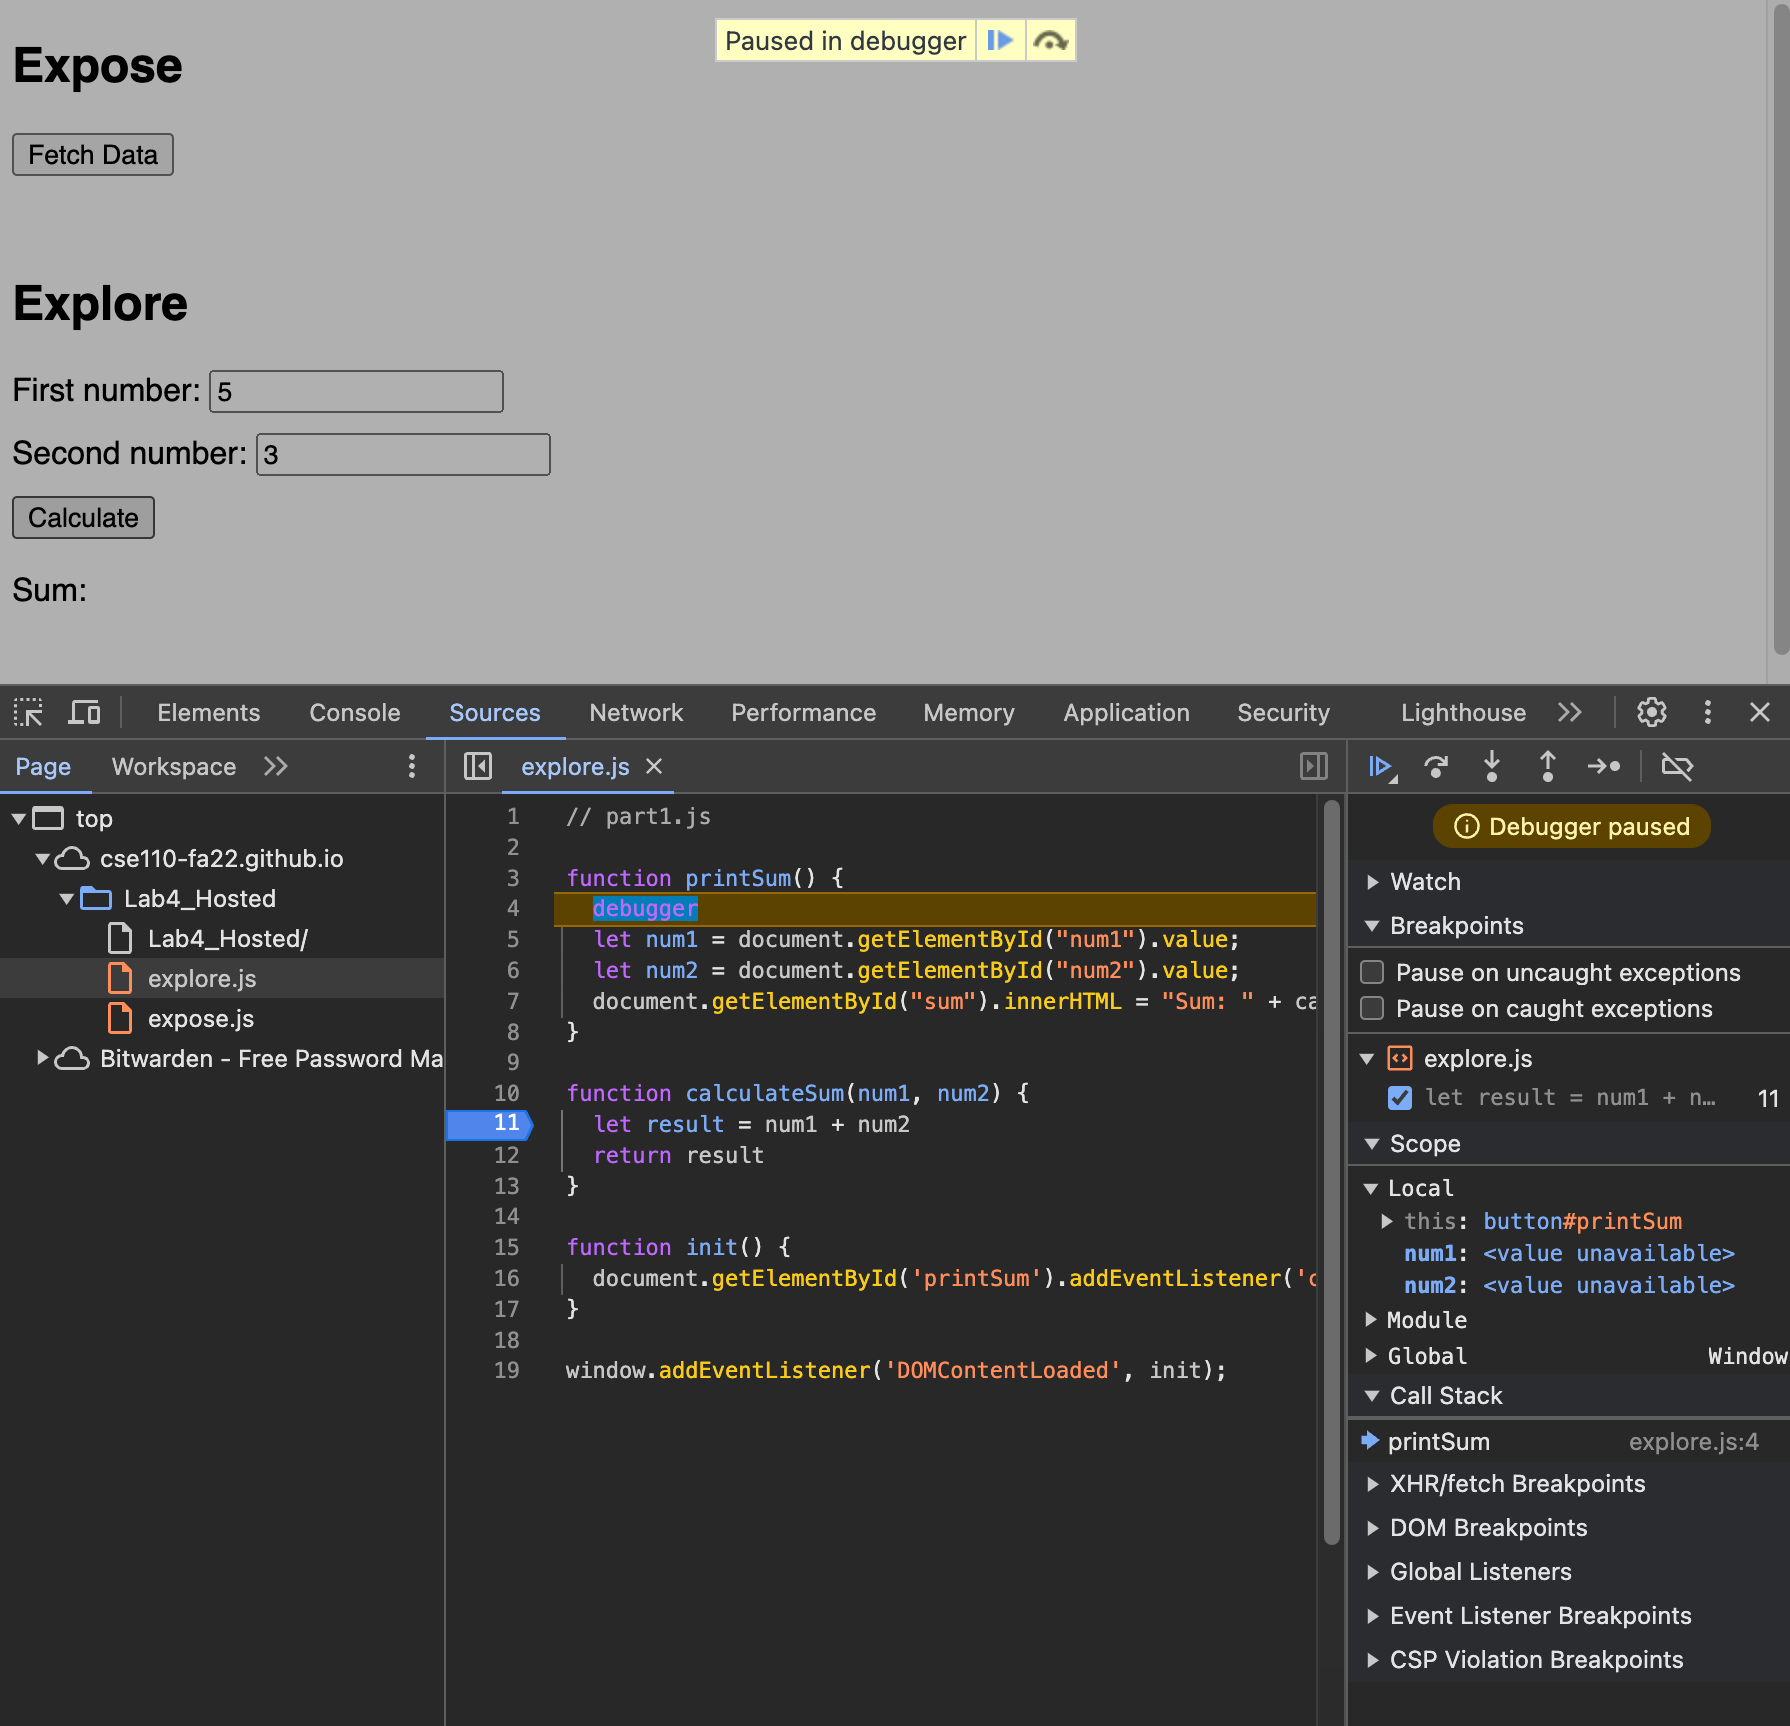 Paused in debugger
Expose
Fetch Data
Explore
First number: 5
Second number: 3
Calculate
Sum:
Elements Console Sources Network Performance Memory Application Security Lighthouse
Page Workspace
top
cse110-fa22.github.io
Lab4_Hosted
Lab4_Hosted/
explore.js
expose.js
Bitwarden - Free Password Ma
explore.js
1 // part1.js
2
3 function printSum() {
4 debugger
5 let num1 = document.getElementById("num1").value;
6 let num2 = document.getElementById("num2").value;
7 document.getElementById("sum").innerHTML = "Sum: " + ca
8 }
9
10 function calculateSum(num1, num2) {
11 let result = num1 + num2
12 return result
13 }
14
15 function init() {
16 document.getElementById('printSum').addEventListener('c
17 }
18
19 window.addEventListener('DOMContentLoaded', init);
Debugger paused
Watch
Breakpoints
Pause on uncaught exceptions
Pause on caught exceptions
explore.js
let result = num1 + n… 11
Scope
Local
this: button#printSum
num1: <value unavailable>
num2: <value unavailable>
Module
Global Window
Call Stack
printSum explore.js:4
XHR/fetch Breakpoints
DOM Breakpoints
Global Listeners
Event Listener Breakpoints
CSP Violation Breakpoints